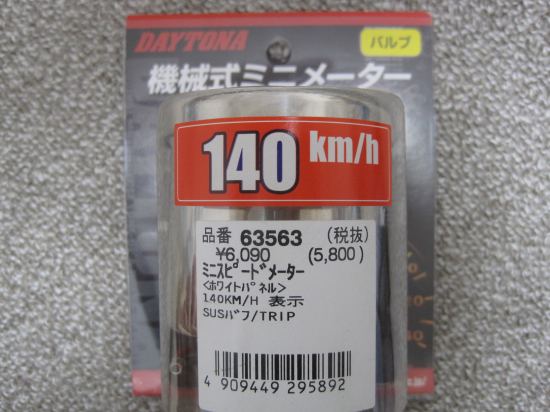 DAYTONA
バルブ
機械式ミニメーター
140 km/h
品番 63563 (税抜)
¥6,090 (5,800)
ミニスピードメーター
<ホワイトパネル>
140KM/H 表示
SUSバフ/TRIP
4 909449 295892